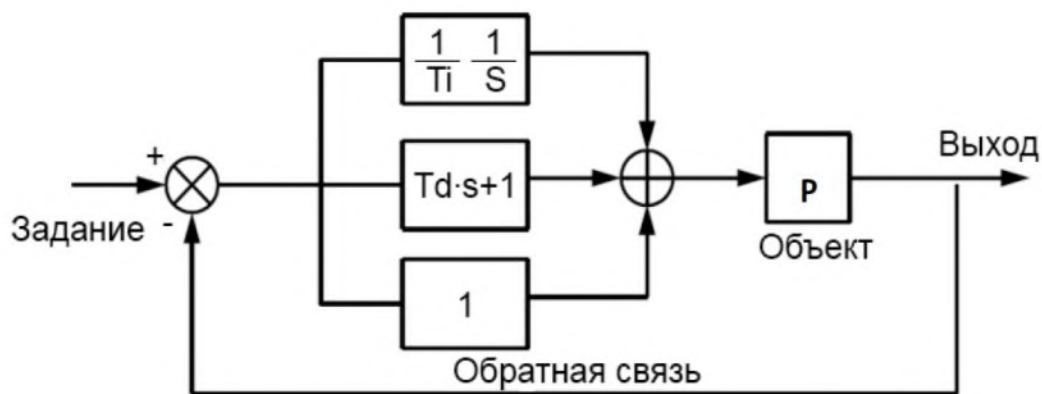 1 1
Ti S
+
Задание -
Td·s+1
1
P
Объект
Выход
Обратная связь